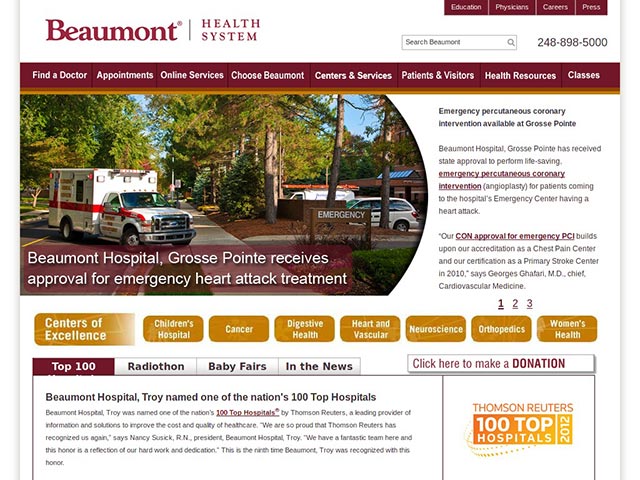 Education
Physicians
Careers
Press
Beaumont® HEALTH SYSTEM
Search Beaumont
248-898-5000
Find a Doctor
Appointments
Online Services
Choose Beaumont
Centers & Services
Patients & Visitors
Health Resources
Classes
EMERGENCY
Beaumont Hospital, Grosse Pointe receives
approval for emergency heart attack treatment
Emergency percutaneous coronary
intervention available at Grosse Pointe
Beaumont Hospital, Grosse Pointe has received
state approval to perform life-saving,
emergency percutaneous coronary
intervention (angioplasty) for patients coming
to the hospital's Emergency Center having a
heart attack.
“Our CON approval for emergency PCI builds
upon our accreditation as a Chest Pain Center
and our certification as a Primary Stroke Center
in 2010,” says Georges Ghafari, M.D., chief,
Cardiovascular Medicine.
1 2 3
Centers of
Excellence
Children's
Hospital
Cancer
Digestive
Health
Heart and
Vascular
Neuroscience
Orthopedics
Women's
Health
Top 100
Radiothon
Baby Fairs
In the News
Click here to make a DONATION
Beaumont Hospital, Troy named one of the nation's 100 Top Hospitals
Beaumont Hospital, Troy was named one of the nation's 100 Top Hospitals® by Thomson Reuters, a leading provider of
information and solutions to improve the cost and quality of healthcare. “We are so proud that Thomson Reuters has
recognized us again,” says Nancy Susick, R.N., president, Beaumont Hospital, Troy. “We have a fantastic team here and
this honor is a reflection of our hard work and dedication.” This is the ninth time Beaumont, Troy was recognized with this
honor.
THOMSON REUTERS
100 TOP
HOSPITALS
2012